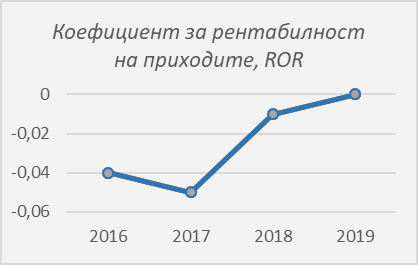 Коефициент за рентабилност
на приходите, ROR
0
-0,02
-0,04
-0,06
2016 2017 2018 2019